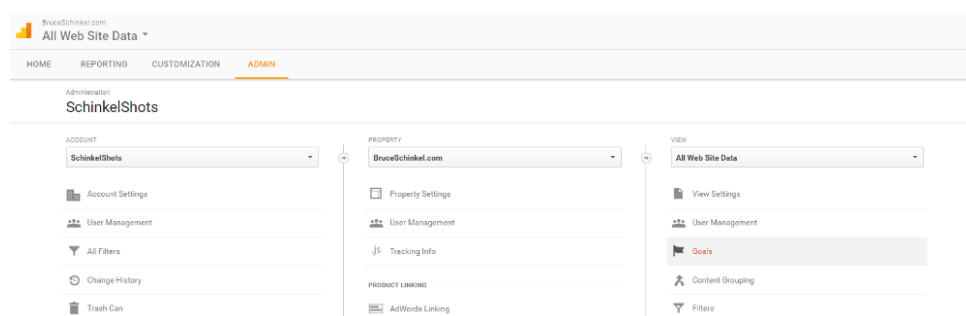 BruceSchinkel.com
All Web Site Data
HOME REPORTING CUSTOMIZATION ADMIN
Administration
SchinkelShots
ACCOUNT
SchinkelShots
Account Settings
User Management
All Filters
Change History
Trash Can
PROPERTY
BruceSchinkel.com
Property Settings
User Management
.js Tracking Info
PRODUCT LINKING
AdWords Linking
VIEW
All Web Site Data
View Settings
User Management
Goals
Content Grouping
Filters